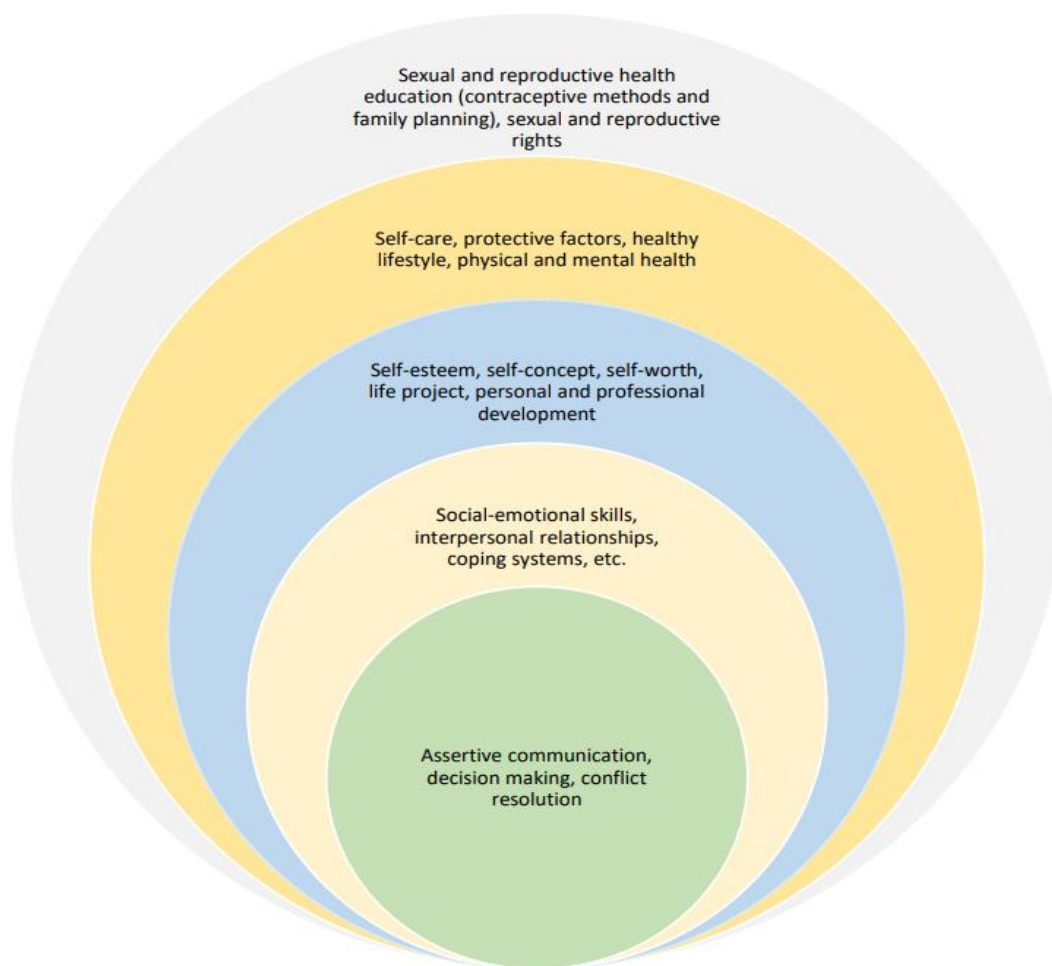 Sexual and reproductive health
education (contraceptive methods and
family planning), sexual and reproductive
rights
Self-care, protective factors, healthy
lifestyle, physical and mental health
Self-esteem, self-concept, self-worth,
life project, personal and professional
development
Social-emotional skills,
interpersonal relationships,
coping systems, etc.
Assertive communication,
decision making, conflict
resolution